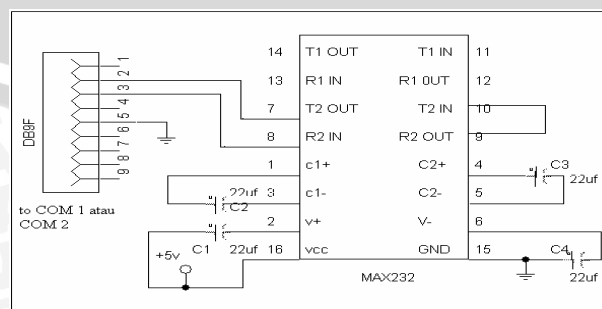 1
2
3
4
5
6
7
8
9
DB9F
to COM 1 atau
COM 2
14 T1 OUT T1 IN 11
13 R1 IN R1 0UT 12
7 T2 OUT T2 IN 10
8 R2 IN R2 OUT 9
1 c1+ C2+ 4
C3
22uf
22uf
C2
3 c1- C2- 5
2 v+ V- 6
+5v
C1 22uf
16 vcc GND 15
C4
22uf
MAX232